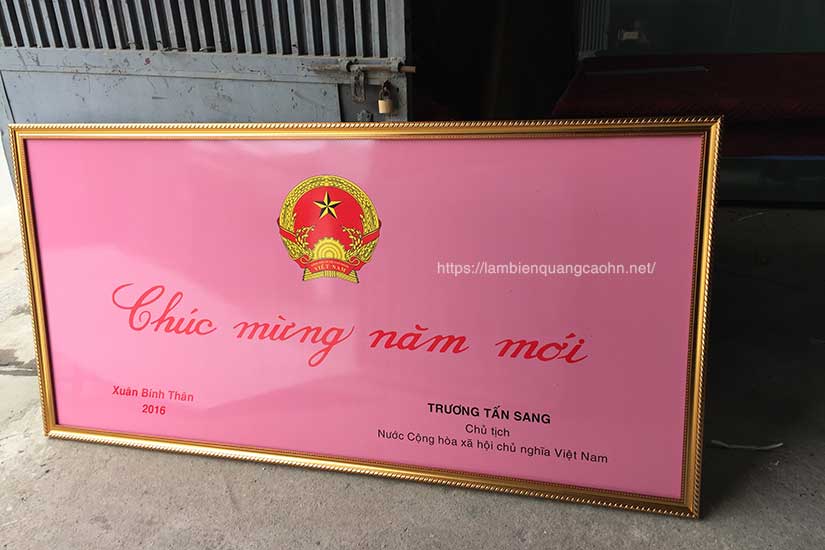 VIỆT NAM
https://lambienquangcaohn.net/
Chúc mừng năm mới
Xuân Bính Thân
2016
TRƯƠNG TẤN SANG
Chủ tịch
Nước Cộng hòa xã hội chủ nghĩa Việt Nam